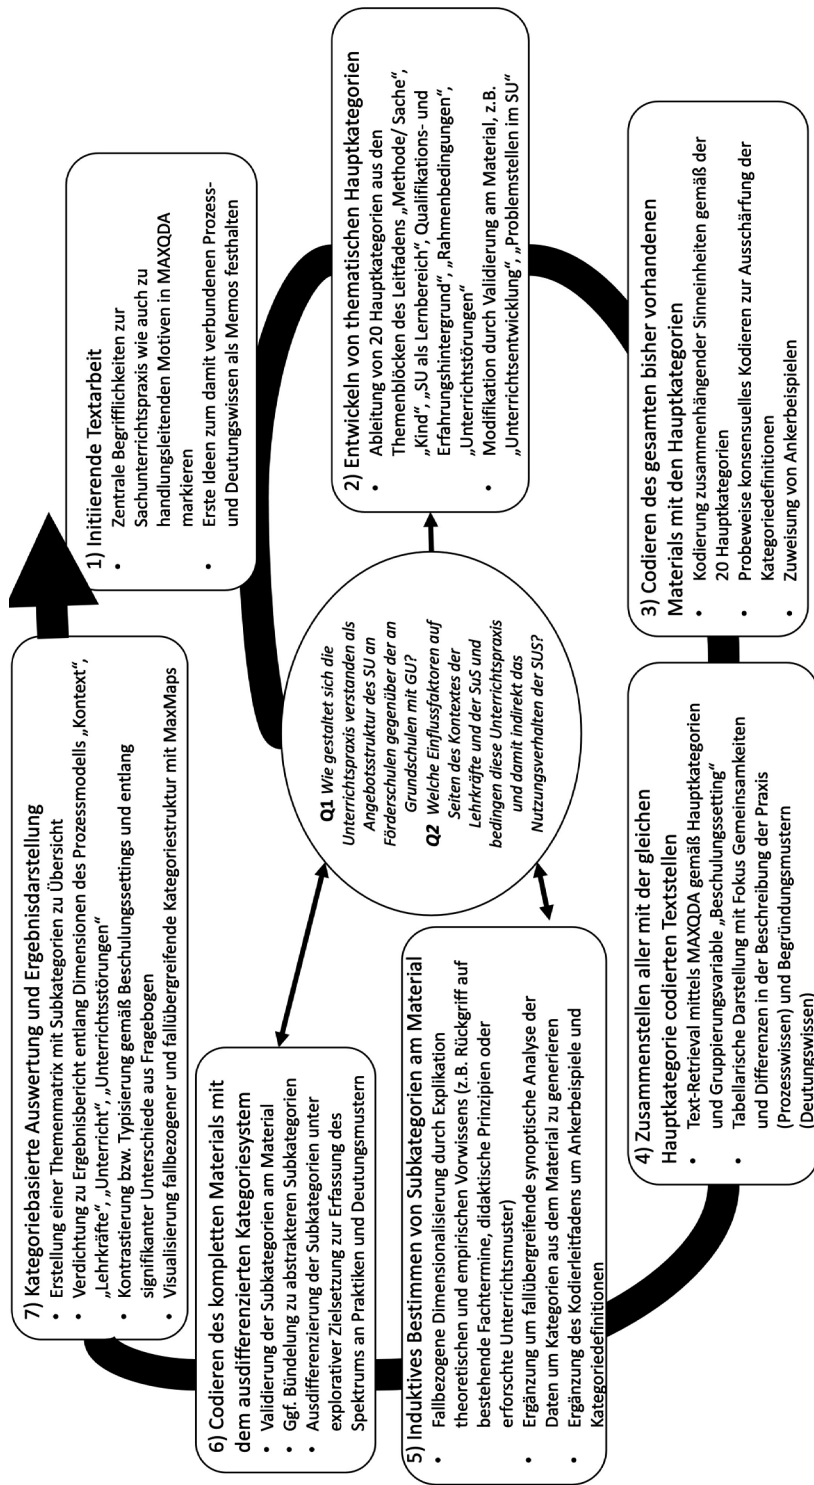 1) Initiierende Textarbeit
• Zentrale Begrifflichkeiten zur
Sachunterrichtspraxis wie auch zu
handlungsleitenden Motiven in MAXQDA
markieren
• Erste Ideen zum damit verbundenen Prozess-
und Deutungswissen als Memos festhalten
2) Entwickeln von thematischen Hauptkategorien
• Ableitung von 20 Hauptkategorien aus den
Themenblöcken des Leitfadens „Methode/ Sache“,
„Kind“, „SU als Lernbereich“, Qualifikations- und
Erfahrungshintergrund“, „Rahmenbedingungen“,
„Unterrichtstörungen“
• Modifikation durch Validierung am Material, z.B.
„Unterrichtsentwicklung“, „Problemstellen im SU“
3) Codieren des gesamten bisher vorhandenen
Materials mit den Hauptkategorien
• Kodierung zusammenhängender Sinneinheiten gemäß der
20 Hauptkategorien
• Probeweise konsensuelles Kodieren zur Ausschärfung der
Kategoriedefinitionen
• Zuweisung von Ankerbeispielen
4) Zusammenstellen aller mit der gleichen
Hauptkategorie codierten Textstellen
• Text-Retrieval mittels MAXQDA gemäß Hauptkategorien
und Gruppierungsvariable „Beschulungssetting“
• Tabellarische Darstellung mit Fokus Gemeinsamkeiten
und Differenzen in der Beschreibung der Praxis
(Prozesswissen) und Begründungsmustern
(Deutungswissen)
5) Induktives Bestimmen von Subkategorien am Material
• Fallbezogene Dimensionalisierung durch Explikation
theoretischen und empirischen Vorwissens (z.B. Rückgriff auf
bestehende Fachtermine, didaktische Prinzipien oder
erforschte Unterrichtsmuster)
• Ergänzung um fallübergreifende synoptische Analyse der
Daten um Kategorien aus dem Material zu generieren
• Ergänzung des Kodierleitfadens um Ankerbeispiele und
Kategoriedefinitionen
6) Codieren des kompletten Materials mit
dem ausdifferenzierten Kategoriesystem
• Validierung der Subkategorien am Material
• Ggf. Bündelung zu abstrakteren Subkategorien
• Ausdifferenzierung der Subkategorien unter
explorativer Zielsetzung zur Erfassung des
Spektrums an Praktiken und Deutungsmustern
7) Kategoriebasierte Auswertung und Ergebnisdarstellung
• Erstellung einer Themenmatrix mit Subkategorien zu Übersicht
• Verdichtung zu Ergebnisbericht entlang Dimensionen des Prozessmodells „Kontext“,
„Lehrkräfte“, „Unterricht“, „Unterrichtsstörungen“
• Kontrastierung bzw. Typisierung gemäß Beschulungssettings und entlang
signifikanter Unterschiede aus Fragebogen
• Visualisierung fallbezogener und fallübergreifende Kategoriestruktur mit MaxMaps
Q1 Wie gestaltet sich die
Unterrichtspraxis verstanden als
Angebotsstruktur des SU an
Förderschulen gegenüber der an
Grundschulen mit GU?
Q2 Welche Einflussfaktoren auf
Seiten des Kontextes der
Lehrkräfte und der SuS und
bedingen diese Unterrichtspraxis
und damit indirekt das
Nutzungsverhalten der SUS?